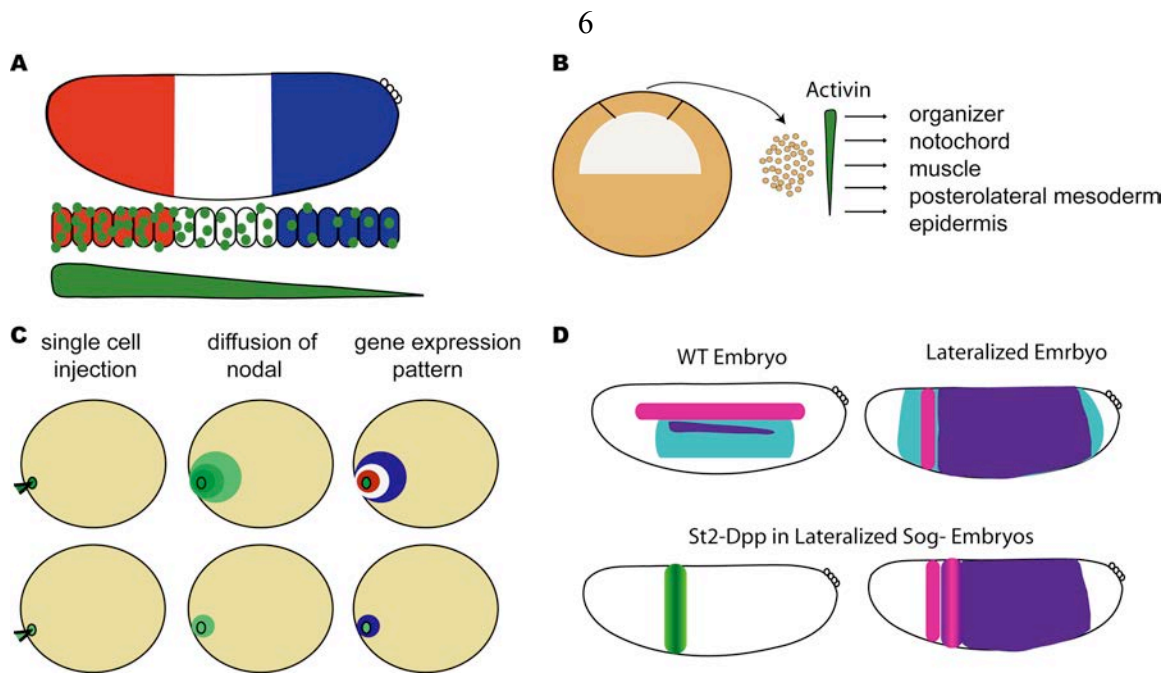 6
A
B
Activin
organizer
notochord
muscle
posterolateral mesoderm
epidermis
C
single cell
injection
diffusion of
nodal
gene expression
pattern
D
WT Embryo
Lateralized Emrbyo
St2-Dpp in Lateralized Sog- Embryos